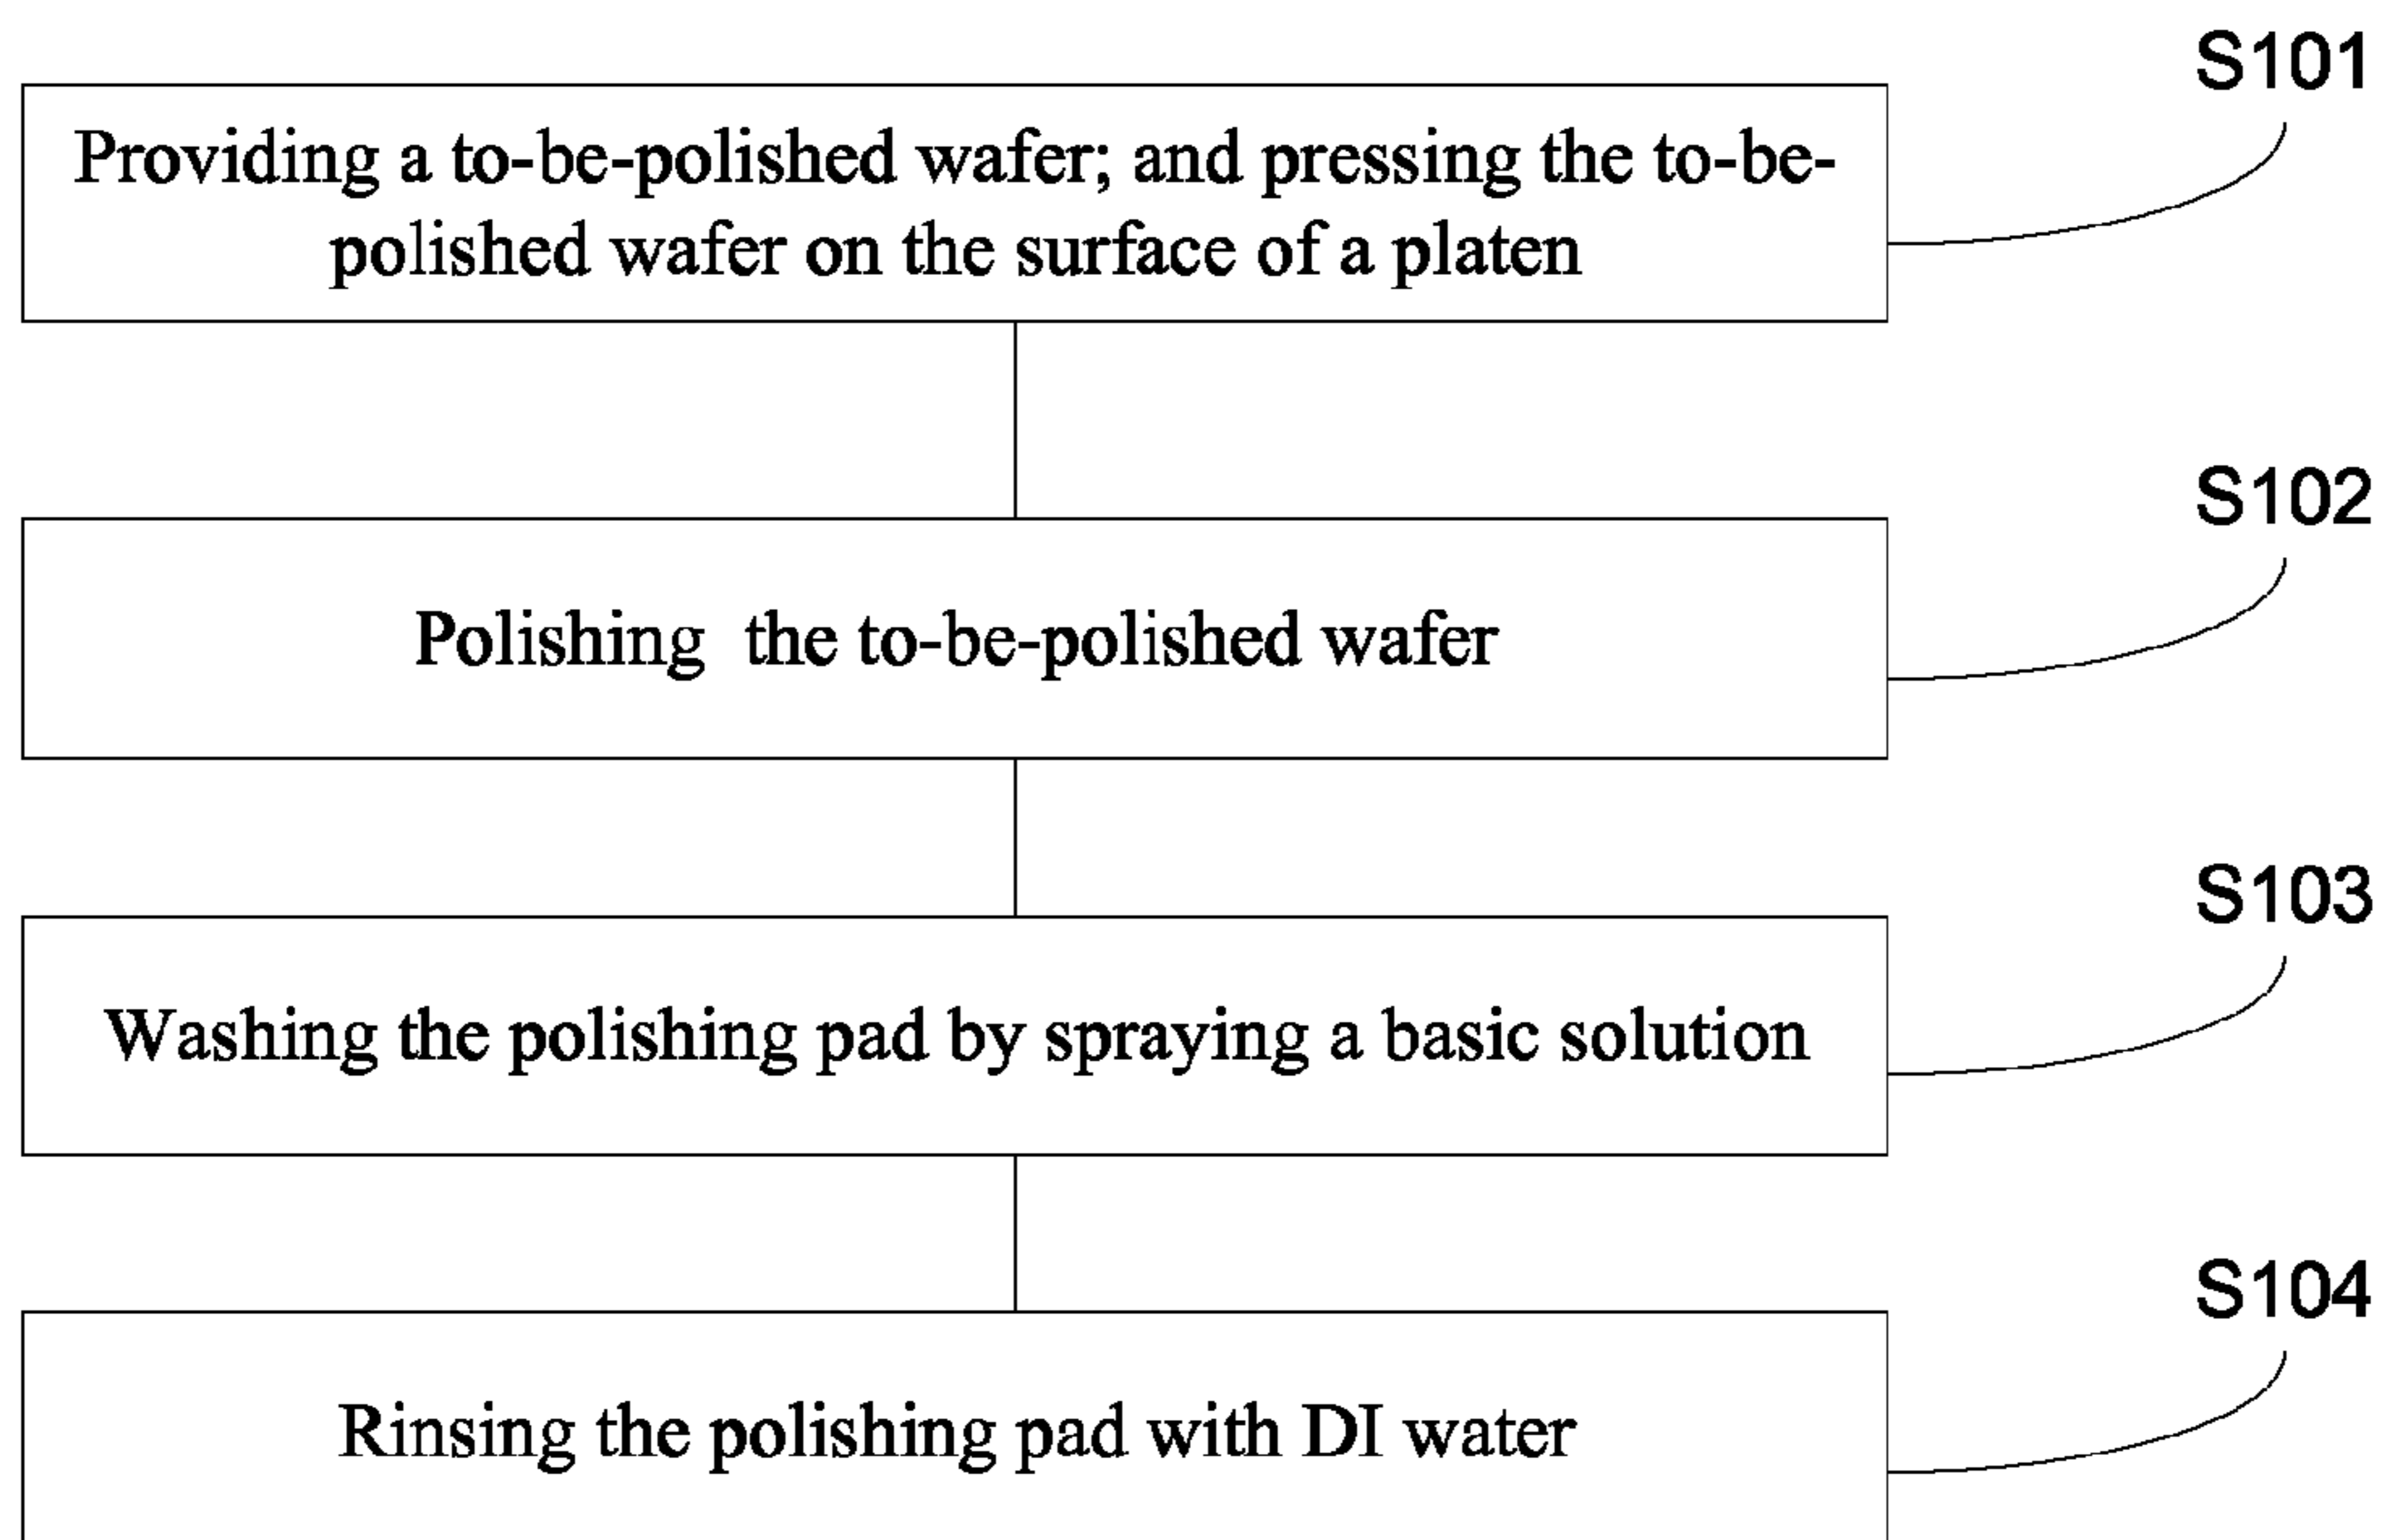 S101
Providing a to-be-polished wafer; and pressing the to-be-
polished wafer on the surface of a platen
S102
Polishing the to-be-polished wafer
S103
Washing the polishing pad by spraying a basic solution
S104
Rinsing the polishing pad with DI water